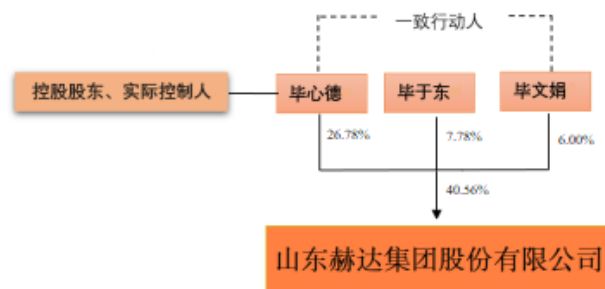 一致行动人
控股股东、实际控制人
毕心德
毕于东
毕文娟
26.78%
7.78%
6.00%
40.56%
山东赫达集团股份有限公司